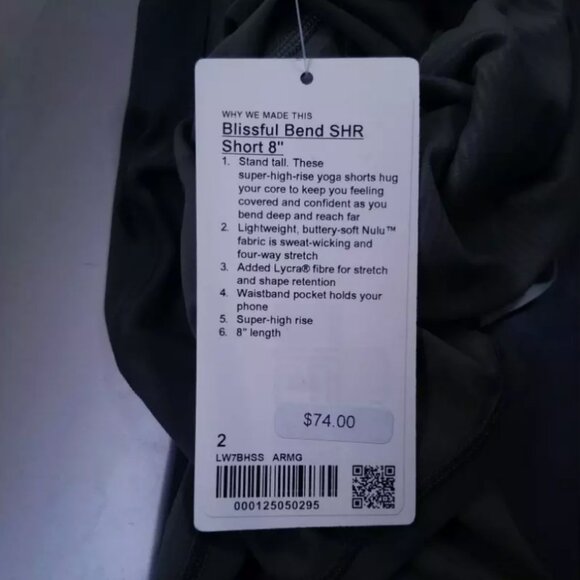 WHY WE MADE THIS
Blissful Bend SHR
Short 8"
1. Stand tall. These
super-high-rise yoga shorts hug
your core to keep you feeling
covered and confident as you
bend deep and reach far
2. Lightweight, buttery-soft Nulu™
fabric is sweat-wicking and
four-way stretch
3. Added Lycra® fibre for stretch
and shape retention
4. Waistband pocket holds your
phone
5. Super-high rise
6. 8" length
$74.00
2
LW7BHSS ARMG
000125050295